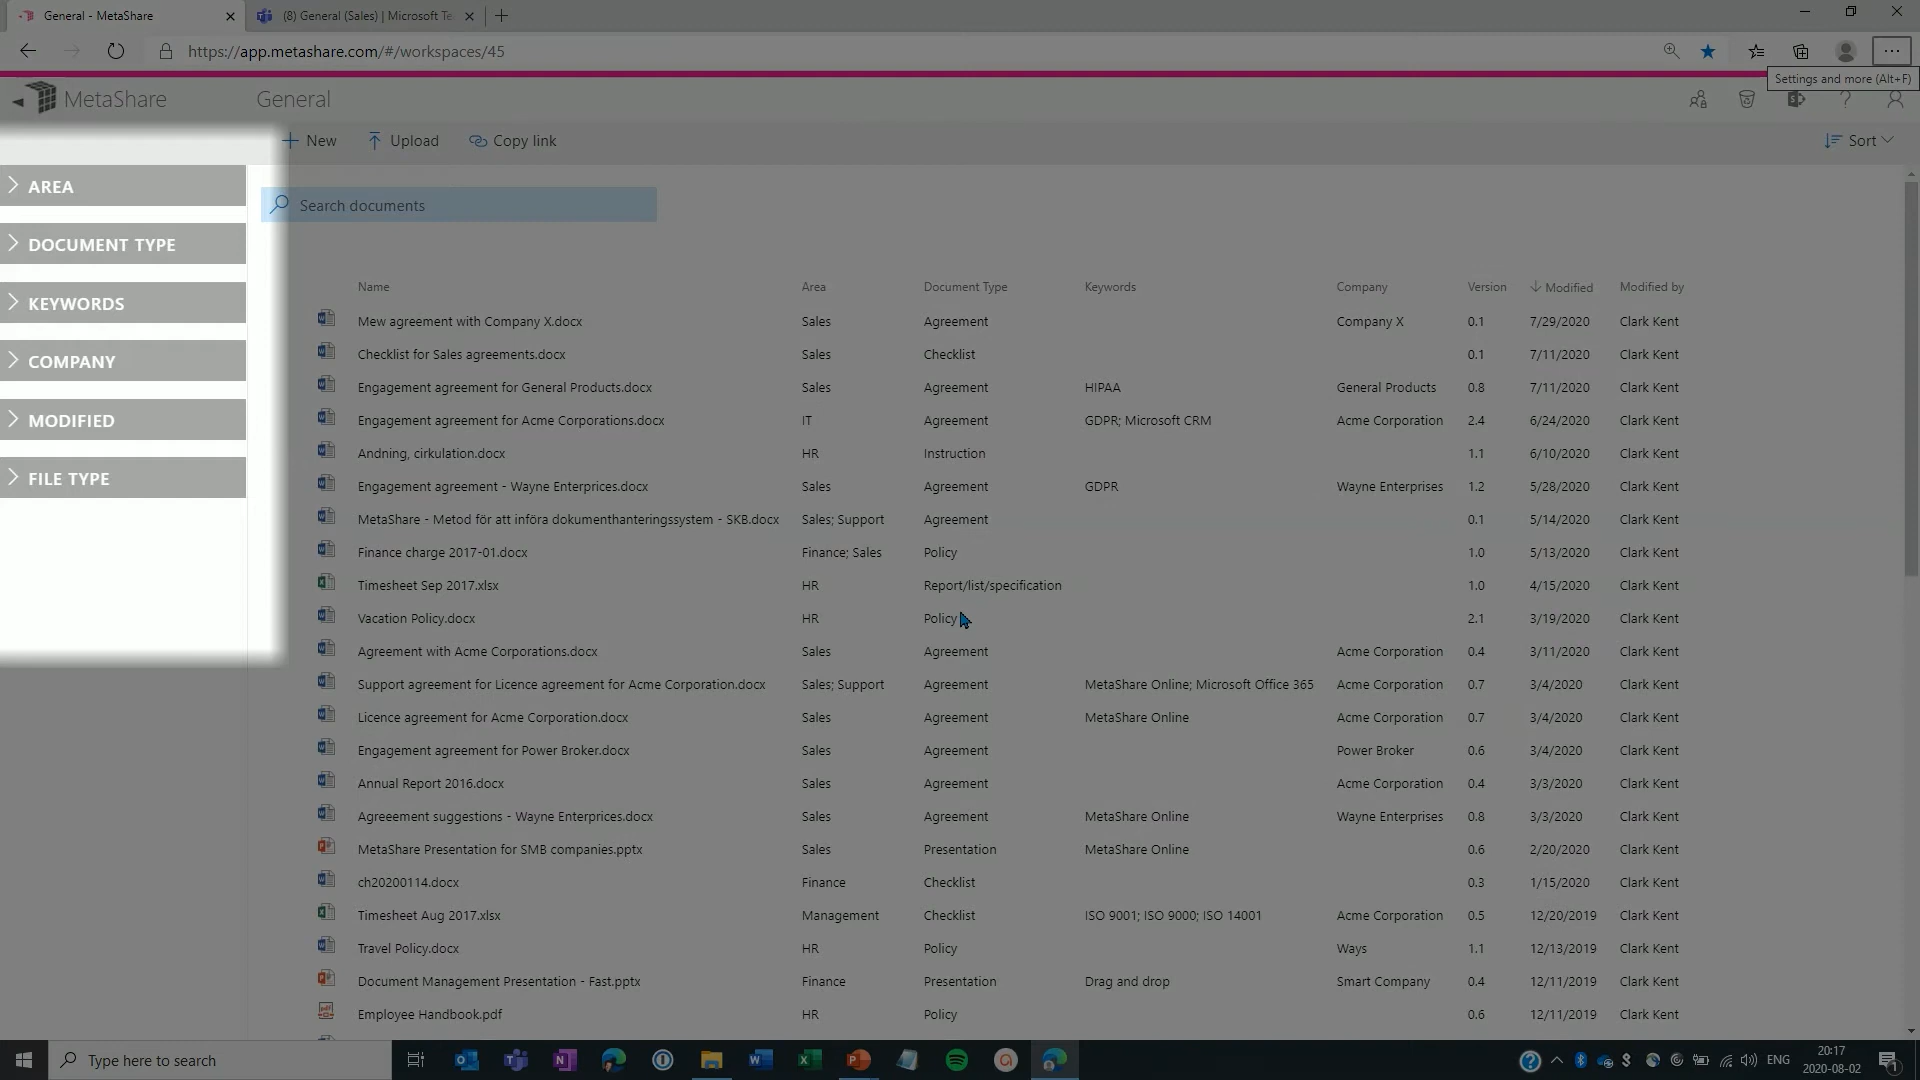 General - MetaShare
(8) General (Sales) | Microsoft Te
https://app.metashare.com/#/workspaces/45
Settings and more (Alt+F)
MetaShare
General
New
Upload
Copy link
Sort
AREA
DOCUMENT TYPE
KEYWORDS
COMPANY
MODIFIED
FILE TYPE
Search documents
Name Area Document Type Keywords Company Version Modified Modified by
Mew agreement with Company X.docx Sales Agreement Company X 0.1 7/29/2020 Clark Kent
Checklist for Sales agreements.docx Sales Checklist 0.1 7/11/2020 Clark Kent
Engagement agreement for General Products.docx Sales Agreement HIPAA General Products 0.8 7/11/2020 Clark Kent
Engagement agreement for Acme Corporations.docx IT Agreement GDPR; Microsoft CRM Acme Corporation 2.4 6/24/2020 Clark Kent
Andning, cirkulation.docx HR Instruction 1.1 6/10/2020 Clark Kent
Engagement agreement - Wayne Enterprices.docx Sales Agreement GDPR Wayne Enterprises 1.2 5/28/2020 Clark Kent
MetaShare - Metod för att införa dokumenthanteringssystem - SKB.docx Sales; Support Agreement 0.1 5/14/2020 Clark Kent
Finance charge 2017-01.docx Finance; Sales Policy 1.0 5/13/2020 Clark Kent
Timesheet Sep 2017.xlsx HR Report/list/specification 1.0 4/15/2020 Clark Kent
Vacation Policy.docx HR Policy 2.1 3/19/2020 Clark Kent
Agreement with Acme Corporations.docx Sales Agreement Acme Corporation 0.4 3/11/2020 Clark Kent
Support agreement for Licence agreement for Acme Corporation.docx Sales; Support Agreement MetaShare Online; Microsoft Office 365 Acme Corporation 0.7 3/4/2020 Clark Kent
Licence agreement for Acme Corporation.docx Sales Agreement MetaShare Online Acme Corporation 0.7 3/4/2020 Clark Kent
Engagement agreement for Power Broker.docx Sales Agreement Power Broker 0.6 3/4/2020 Clark Kent
Annual Report 2016.docx Sales Agreement Acme Corporation 0.4 3/3/2020 Clark Kent
Agreeement suggestions - Wayne Enterprizes.docx Sales Agreement MetaShare Online Wayne Enterprises 0.8 3/3/2020 Clark Kent
MetaShare Presentation for SMB companies.pptx Sales Presentation MetaShare Online 0.6 2/20/2020 Clark Kent
ch20200114.docx Finance Checklist 0.3 1/15/2020 Clark Kent
Timesheet Aug 2017.xlsx Management Checklist ISO 9001; ISO 9000; ISO 14001 Acme Corporation 0.5 12/20/2019 Clark Kent
Travel Policy.docx HR Policy Ways 1.1 12/13/2019 Clark Kent
Document Management Presentation - Fast.pptx Finance Presentation Drag and drop Smart Company 0.4 12/11/2019 Clark Kent
Employee Handbook.pdf HR Policy 0.6 12/11/2019 Clark Kent
Type here to search
ENG
20:17
2020-08-02